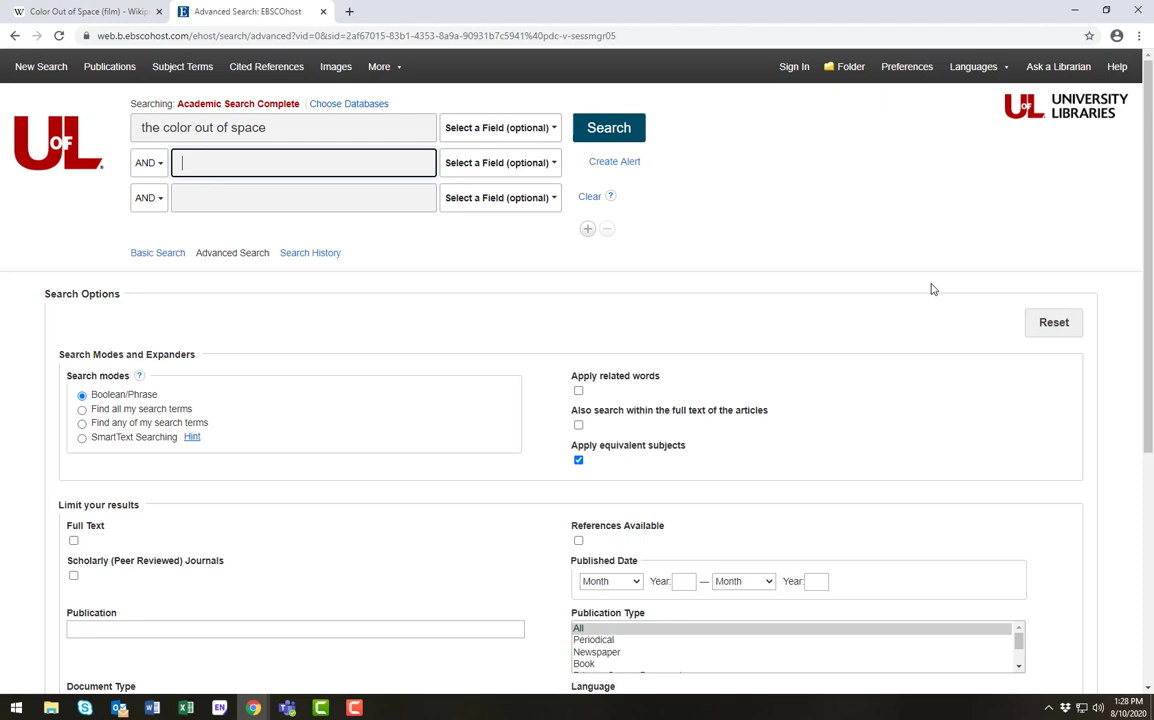 Color Out of Space (film) - Wikip
Advanced Search: EBSCOhost
web.b.ebscohost.com/ehost/search/advanced?vid=0&sid=2af67015-83b1-4353-8a9a-90931b7c5941%40pdc-v-sessmgr05
New Search Publications Subject Terms Cited References Images More Sign In Folder Preferences Languages Ask a Librarian Help
Searching: Academic Search Complete Choose Databases
the color out of space Select a Field (optional) Search
AND Select a Field (optional) Create Alert
AND Select a Field (optional) Clear ?
U OF L
U OF L UNIVERSITY
LIBRARIES
Basic Search Advanced Search Search History
Search Options
Reset
Search Modes and Expanders
Search modes ?
Boolean/Phrase
Find all my search terms
Find any of my search terms
SmartText Searching Hint
Apply related words
Also search within the full text of the articles
Apply equivalent subjects
Limit your results
Full Text
Scholarly (Peer Reviewed) Journals
Publication
Document Type
References Available
Published Date
Month Year: — Month Year:
Publication Type
All
Periodical
Newspaper
Book
Language
1:28 PM
8/10/2020